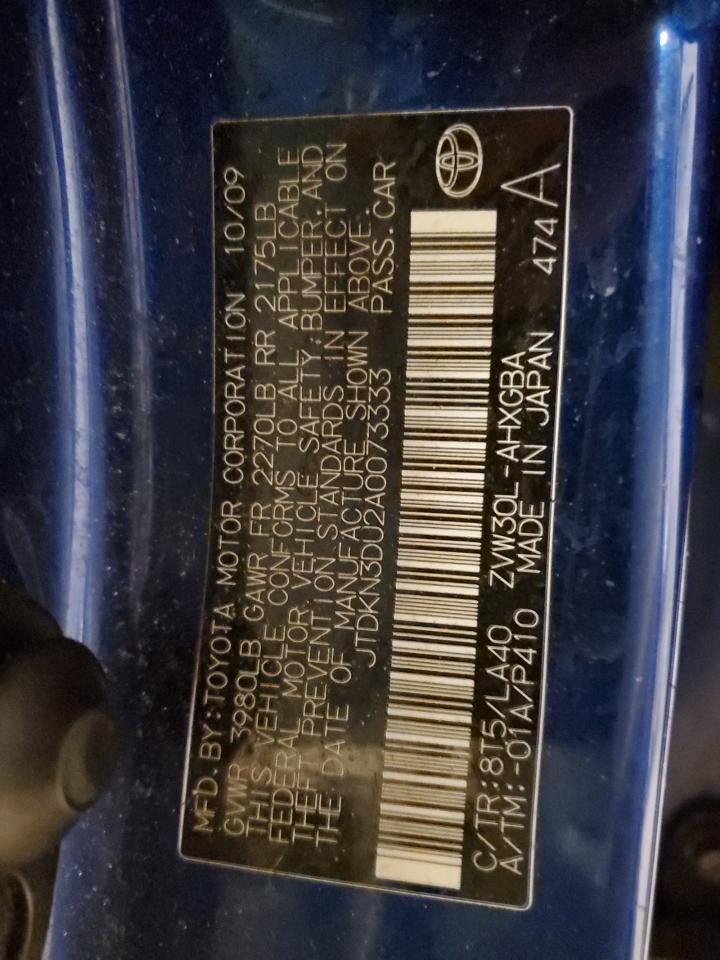 MFD. BY: TOYOTA MOTOR CORPORATION 10/09
GVWR 3980LB GAWR FR 2270LB RR 2175LB
THIS VEHICLE CONFORMS TO ALL APPLICABLE
FEDERAL MOTOR VEHICLE SAFETY, BUMPER, AND
THEFT PREVENTION STANDARDS IN EFFECT ON
THE DATE OF MANUFACTURE SHOWN ABOVE.
JTDKN3DU2A0073333 PASS. CAR
C/TR: 8T5/LA40 ZVW30L-AHXGBA
A/TM: -01A/P410 MADE IN JAPAN 474 A